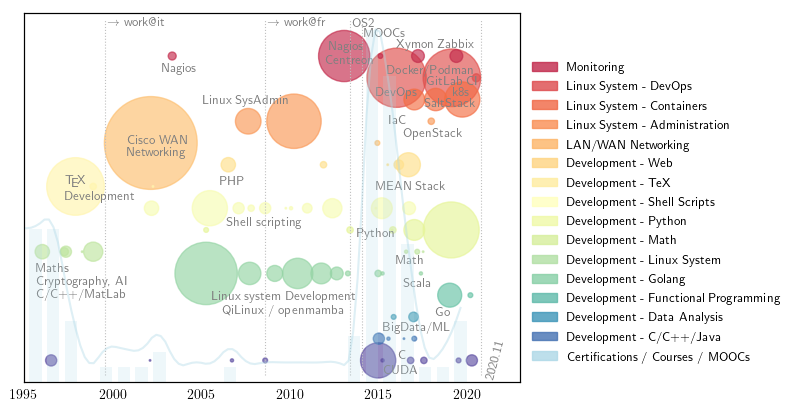 → work@it
→ work@fr
OS2
MOOCs
Nagios
Centreon
Xymon Zabbix
Nagios
Docker
Podman
GitLab CI
DevOps
k8s
SaltStack
Linux SysAdmin
IaC
OpenStack
Cisco WAN
Networking
PHP
MEAN Stack
TEX
Development
Shell scripting
Python
Math
Maths
Cryptography, AI
C/C++/MatLab
Scala
Linux system Development
QiLinux / openmamba
Go
BigData/ML
C
CUDA
2020.11
1995
2000
2005
2010
2015
2020
Monitoring
Linux System - DevOps
Linux System - Containers
Linux System - Administration
LAN/WAN Networking
Development - Web
Development - TeX
Development - Shell Scripts
Development - Python
Development - Math
Development - Linux System
Development - Golang
Development - Functional Programming
Development - Data Analysis
Development - C/C++/Java
Certifications / Courses / MOOCs